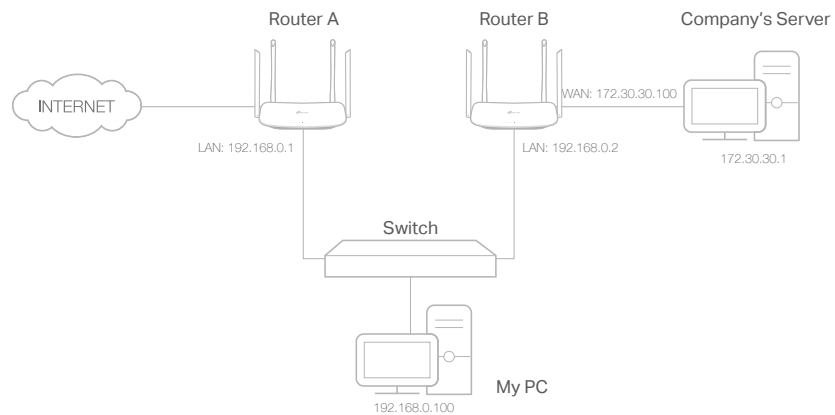 Router A
Router B
Company's Server
INTERNET
WAN: 172.30.30.100
LAN: 192.168.0.1
LAN: 192.168.0.2
172.30.30.1
Switch
My PC
192.168.0.100